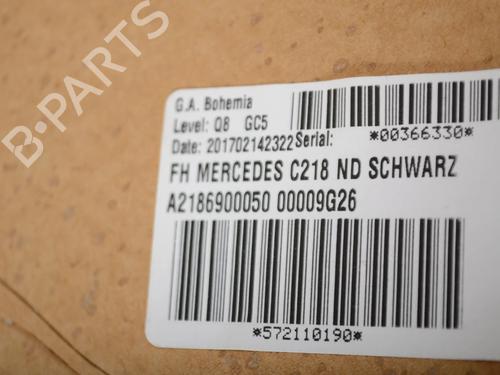 B-PARTS
G.A. Bohemia
Level: Q8 GC5
Date: 201702142322 Serial:
*00366330*
FH MERCEDES C218 ND SCHWARZ
A2186900050 00009G26
*572110190*